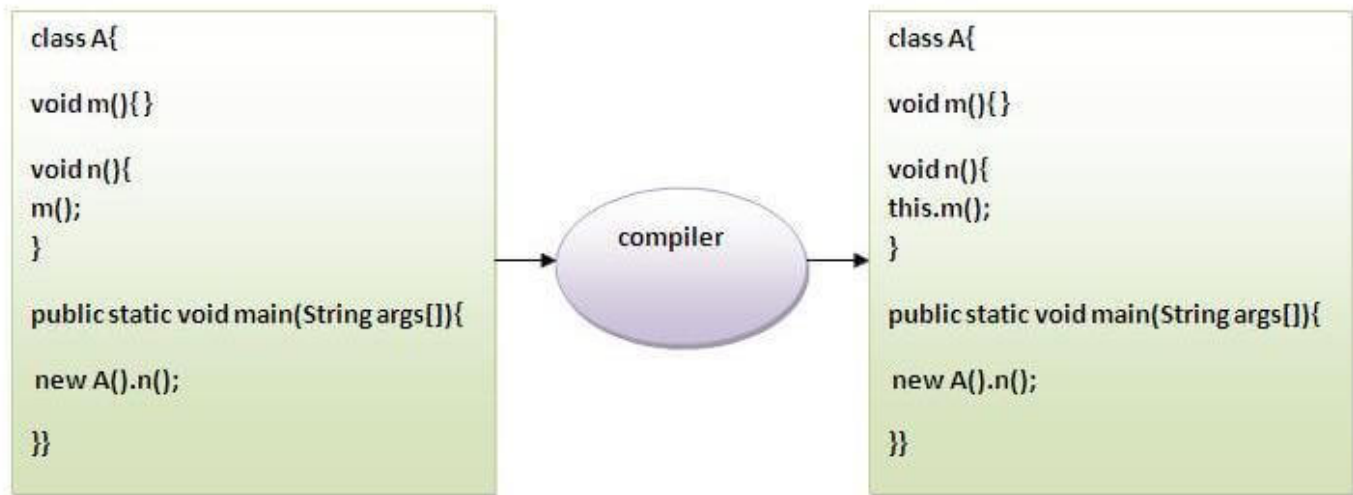 class A{
void m(){ }
void n(){
m();
}
public static void main(String args[]){
new A().n();
}}
compiler
class A{
void m(){ }
void n(){
this.m();
}
public static void main(String args[]){
new A().n();
}}